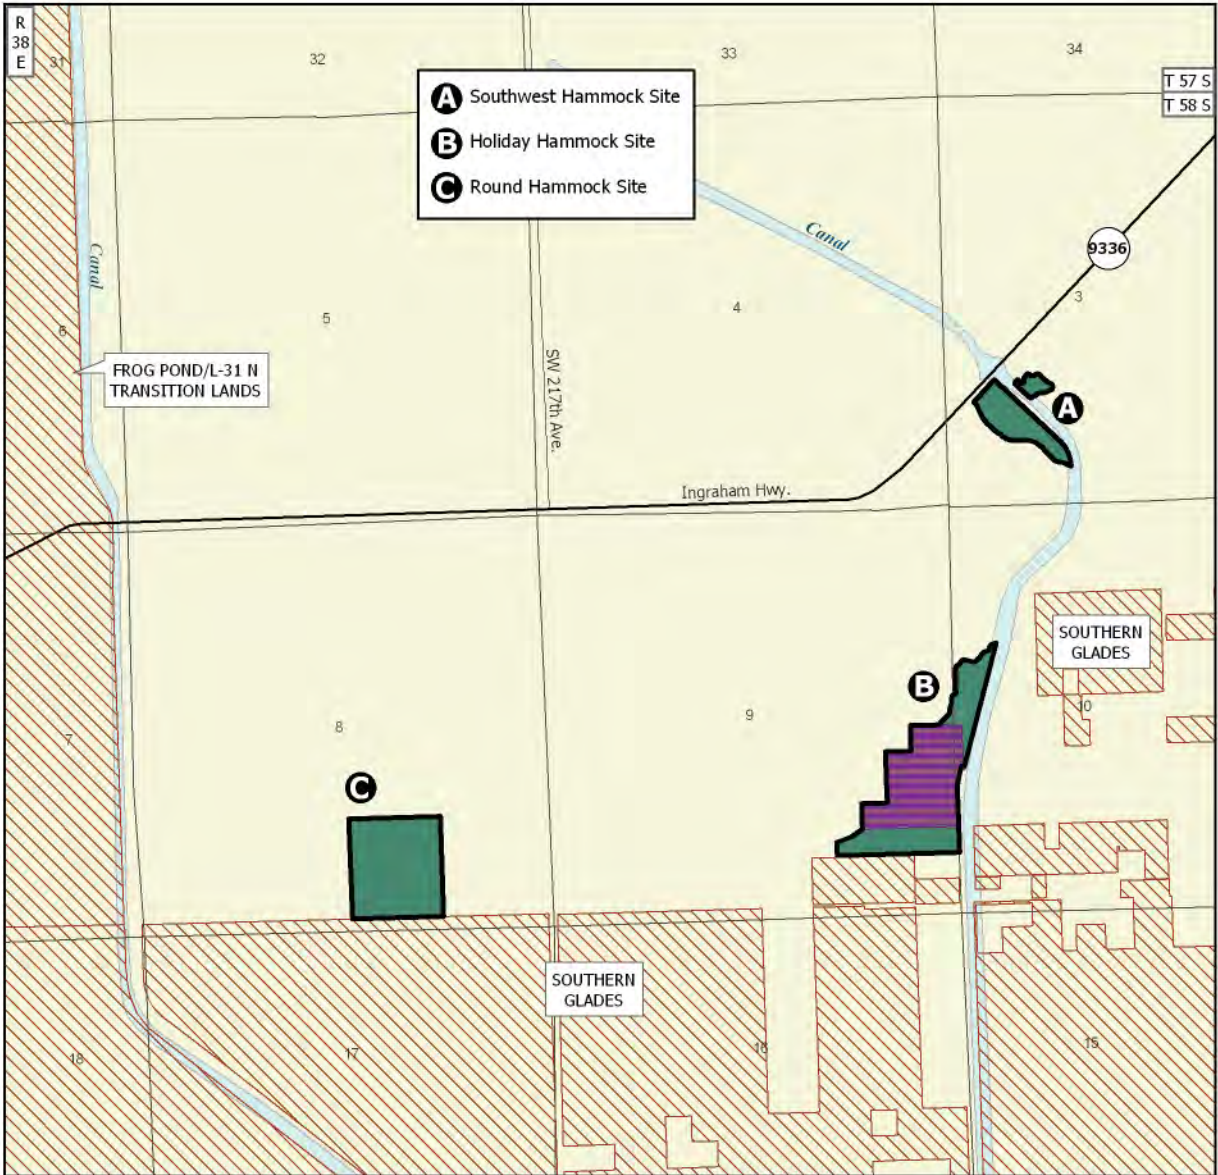 R
38
E
31
32
33
34
T 57 S
T 58 S
A Southwest Hammock Site
B Holiday Hammock Site
C Round Hammock Site
Canal
Canal
9336
3
4
5
6
FROG POND/L-31 N
TRANSITION LANDS
SW 217th Ave.
A
Ingraham Hwy.
SOUTHERN
GLADES
B
10
9
8
7
C
SOUTHERN
GLADES
18
17
16
15